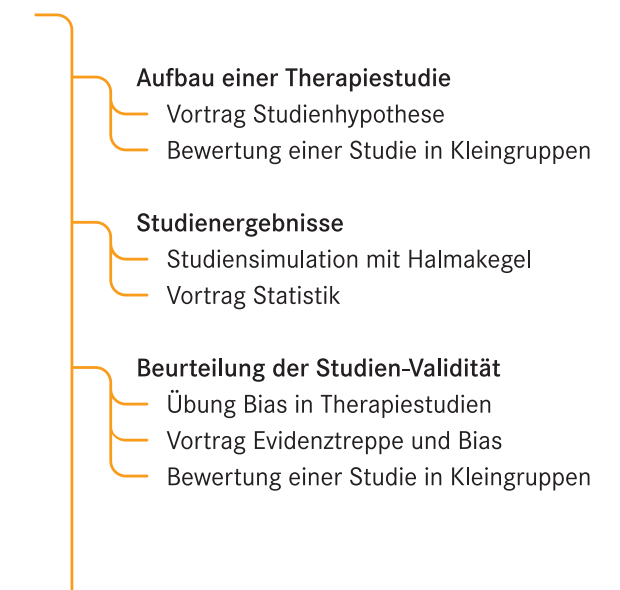 Aufbau einer Therapiestudie
Vortrag Studienhypothese
Bewertung einer Studie in Kleingruppen
Studienergebnisse
Studiensimulation mit Halmakegel
Vortrag Statistik
Beurteilung der Studien-Validität
Übung Bias in Therapiestudien
Vortrag Evidenztreppe und Bias
Bewertung einer Studie in Kleingruppen